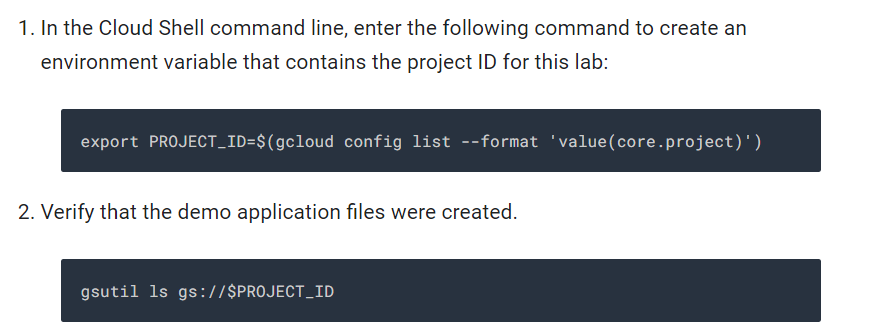 1. In the Cloud Shell command line, enter the following command to create an
environment variable that contains the project ID for this lab:
export PROJECT_ID=$(gcloud config list --format 'value(core.project)')
2. Verify that the demo application files were created.
gsutil ls gs://$PROJECT_ID